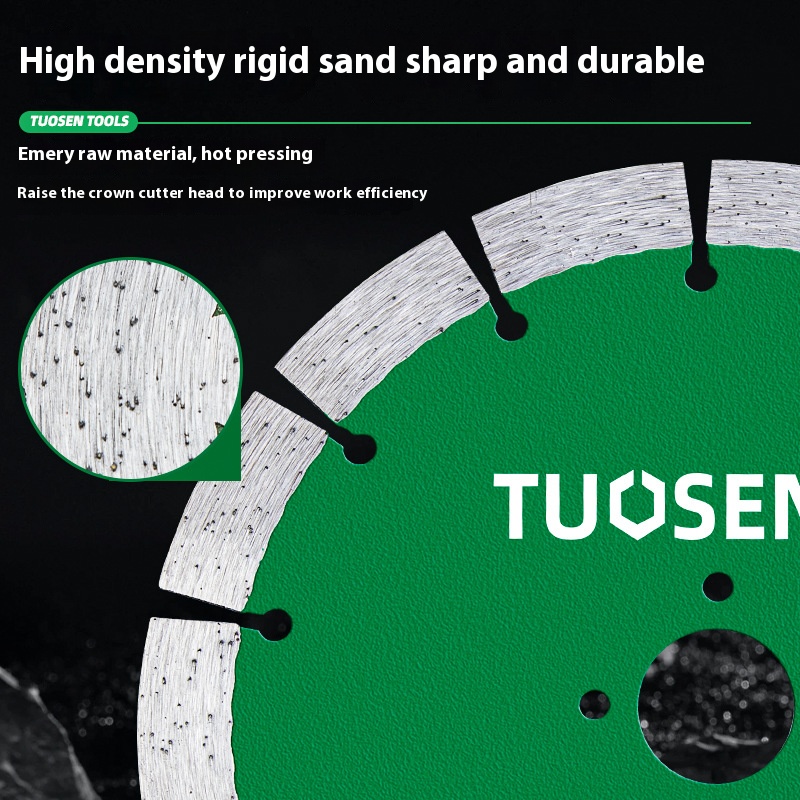 High density rigid sand sharp and durable
TUOSEN TOOLS
Emery raw material, hot pressing
Raise the crown cutter head to improve work efficiency
TUOSEN